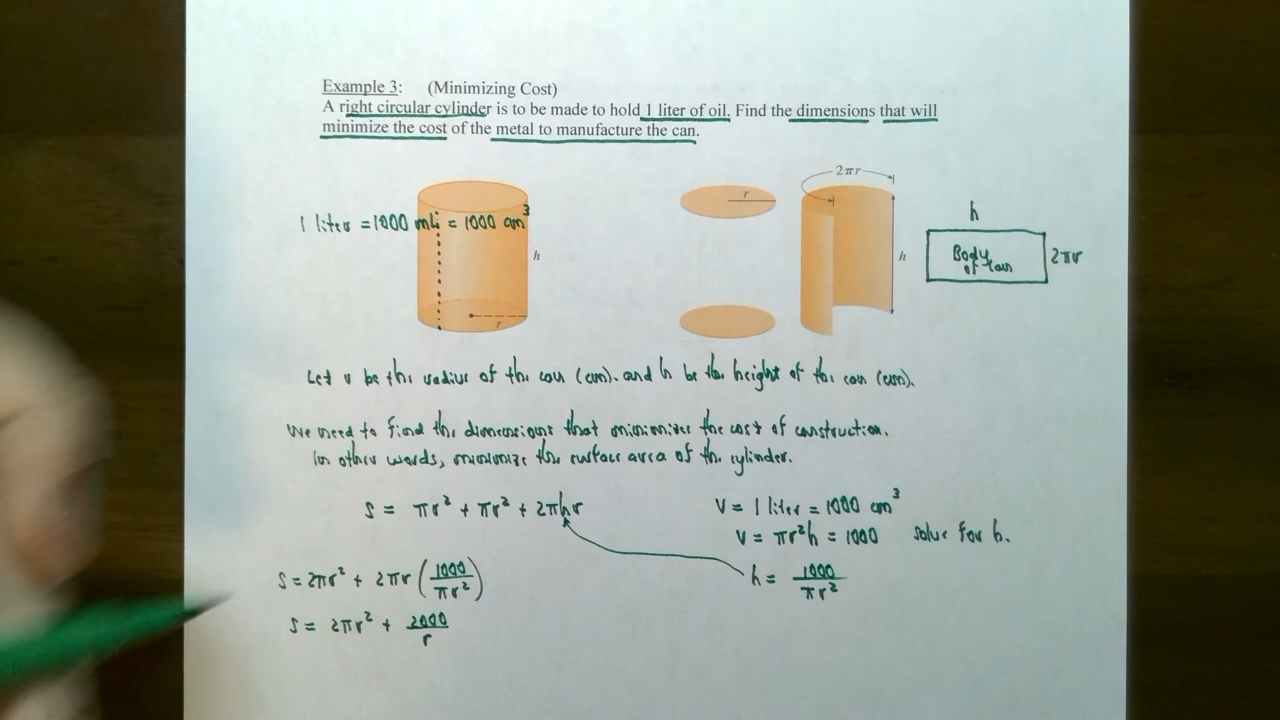 Example 3: (Minimizing Cost)
A right circular cylinder is to be made to hold 1 liter of oil. Find the dimensions that will
minimize the cost of the metal to manufacture the can.
1 liter = 1000 mL = 1000 cm³
h
r
r
2πr
h
h
Body of can
2πr
Let r be the radius of the can (cm). and h be the height of the can (cm).
We need to find the dimensions that minimizes the cost of construction.
In other words, minimize the surface area of the cylinder.
S = πr² + πr² + 2πhr
V = 1 liter = 1000 cm³
V = πr²h = 1000 solve for h.
h = 1000/πr²
S = 2πr² + 2πr (1000/πr²)
S = 2πr² + 2000/r